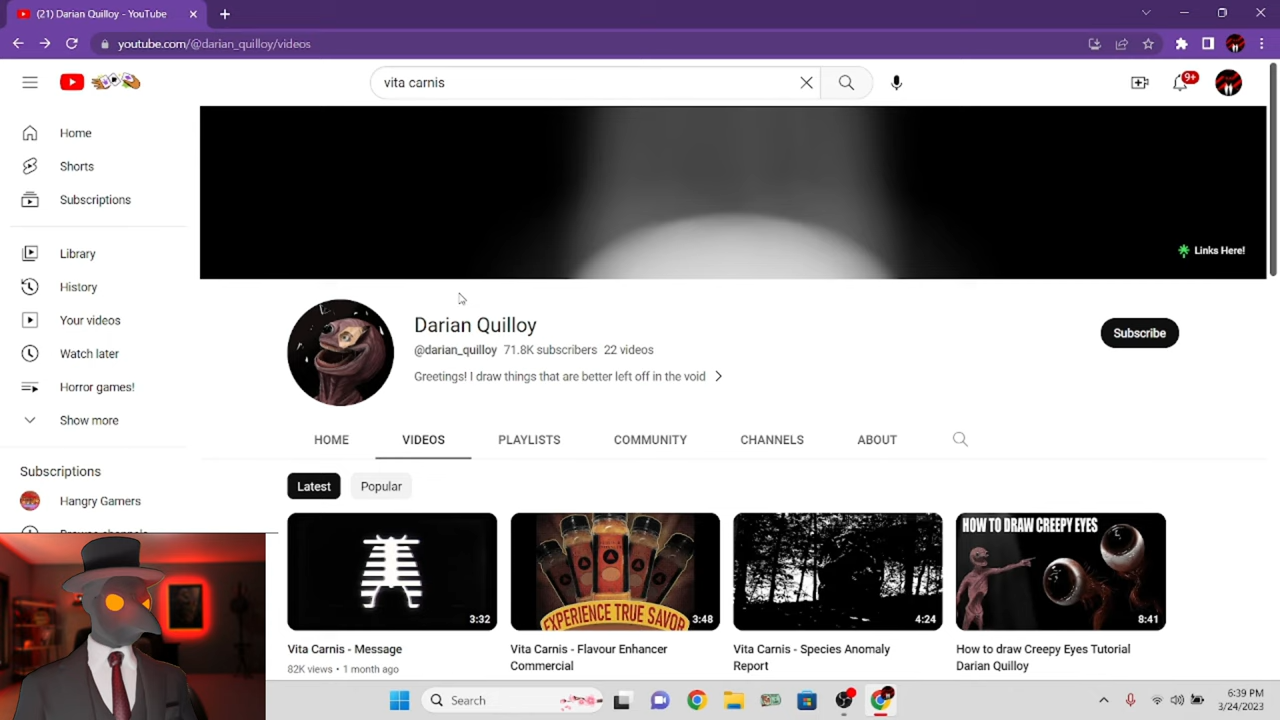 (21) Darian Quilloy - YouTube
youtube.com/@darian_quilloy/videos
vita carnis
9+
Home
Shorts
Subscriptions
Library
History
Your videos
Watch later
Horror games!
Show more
Subscriptions
Hangry Gamers
Links Here!
Darian Quilloy
@darian_quilloy 71.8K subscribers 22 videos
Greetings! I draw things that are better left off in the void
Subscribe
HOME VIDEOS PLAYLISTS COMMUNITY CHANNELS ABOUT
Latest Popular
3:32
EXPERIENCE TRUE SAVOR
3:48
4:24
HOW TO DRAW CREEPY EYES
8:41
Vita Carnis - Message
82K views • 1 month ago
Vita Carnis - Flavour Enhancer
Commercial
Vita Carnis - Species Anomaly
Report
How to draw Creepy Eyes Tutorial
Darian Quilloy
Search
6:39 PM
3/24/2023